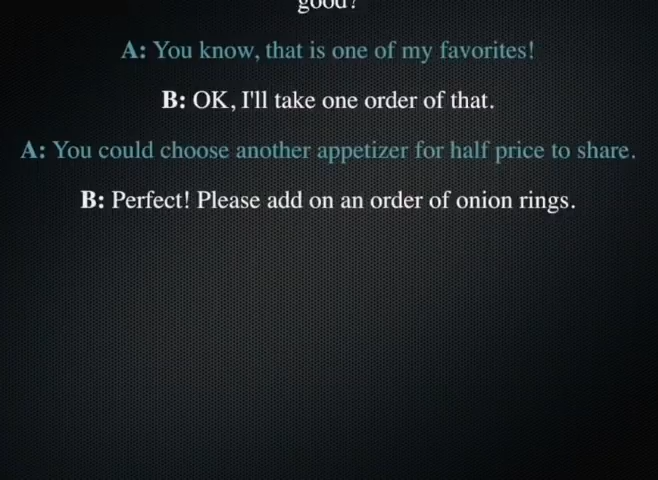 good?
A: You know, that is one of my favorites!
B: OK, I'll take one order of that.
A: You could choose another appetizer for half price to share.
B: Perfect! Please add on an order of onion rings.